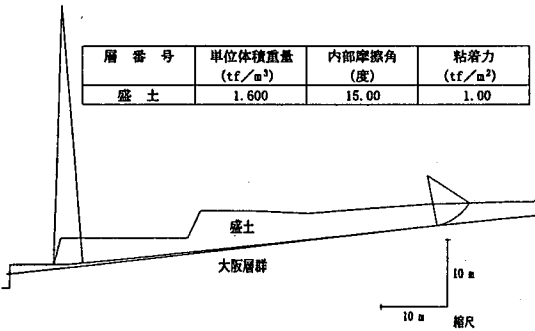 層 番 号 単位体積重量 (tf/m³) 内部摩擦角 (度) 粘着力 (tf/m²)
盛 土 1.600 15.00 1.00
盛土
大阪層群
10 m
10 m
縮尺